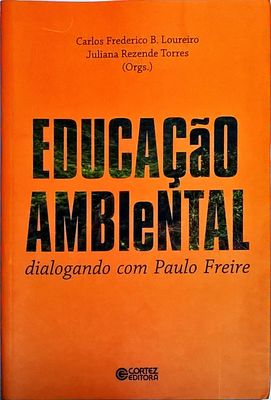 Carlos Frederico B. Loureiro
Juliana Rezende Torres
(Orgs.)
EDUCAÇão
AMBIeNTAL
dialogando com Paulo Freire
CORTEZ
EDITORA